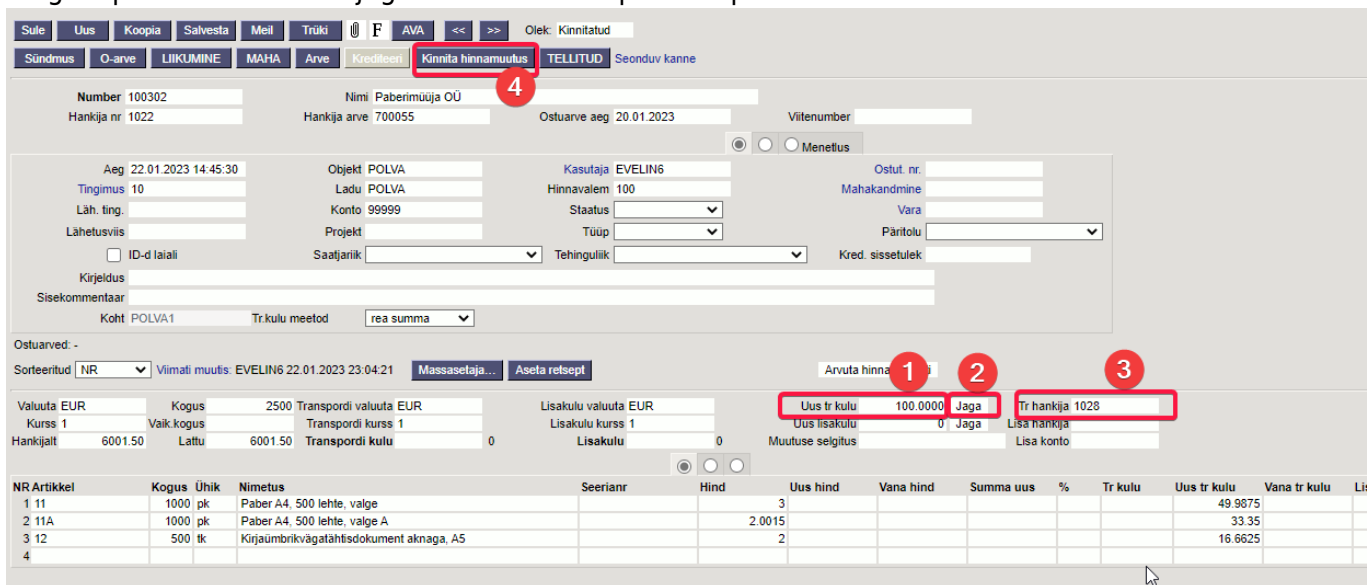 Sule Uus Koopia Salvesta Meil Trüki F AVA << >> Olek: Kinnitatud
Sündmus O-arve LIIKUMINE MAHA Arve Krediteeri Kinnita hinnamuutus TELLITUD Seonduv kanne
4
Number 100302 Nimi Paberimüüja OÜ
Hankija nr 1022 Hankija arve 700055 Ostuarve aeg 20.01.2023 Viitenumber
Menetlus
Aeg 22.01.2023 14:45:30 Objekt POLVA Kasutaja EVELIN6 Ostut. nr.
Tingimus 10 Ladu POLVA Hinnavalem 100 Mahakandmine
Läh. ting. Konto 99999 Staatus Vara
Lähetusviis Projekt Tüüp Päritolu
ID-d laiali Saatjariik Tehinguliik Kred. sissetulek
Kirjeldus
Sisekommentaar
Koht POLVA1 Tr.kulu meetod rea summa
Ostuarved: -
Sorteeritud NR Viimati muutis: EVELIN6 22.01.2023 23:04:21 Massasetaja... Aseta retsept Arvuta 1 2 3
Valuuta EUR Kogus 2500 Transpordi valuuta EUR Lisakulu valuuta EUR Uus tr kulu 100.0000 Jaga Tr hankija 1028
Kurss 1 Vaik.kogus Transpordi kurss 1 Lisakulu kurss 1 Uus lisakulu 0 Jaga Lisa hankija
Hankijalt 6001.50 Lattu 6001.50 Transpordi kulu 0 Lisakulu 0 Muutuse selgitus Lisa konto
NR Artikkel Kogus Ühik Nimetus Seerianr Hind Uus hind Vana hind Summa uus % Tr kulu Uus tr kulu Vana tr kulu
1 11 1000 pk Paber A4, 500 lehte, valge 3 49.9875
2 11A 1000 pk Paber A4, 500 lehte, valge A 2.0015 33.35
3 12 500 tk Kirjaümbrikvägatähtisdokument aknaga, A5 2 16.6625
4